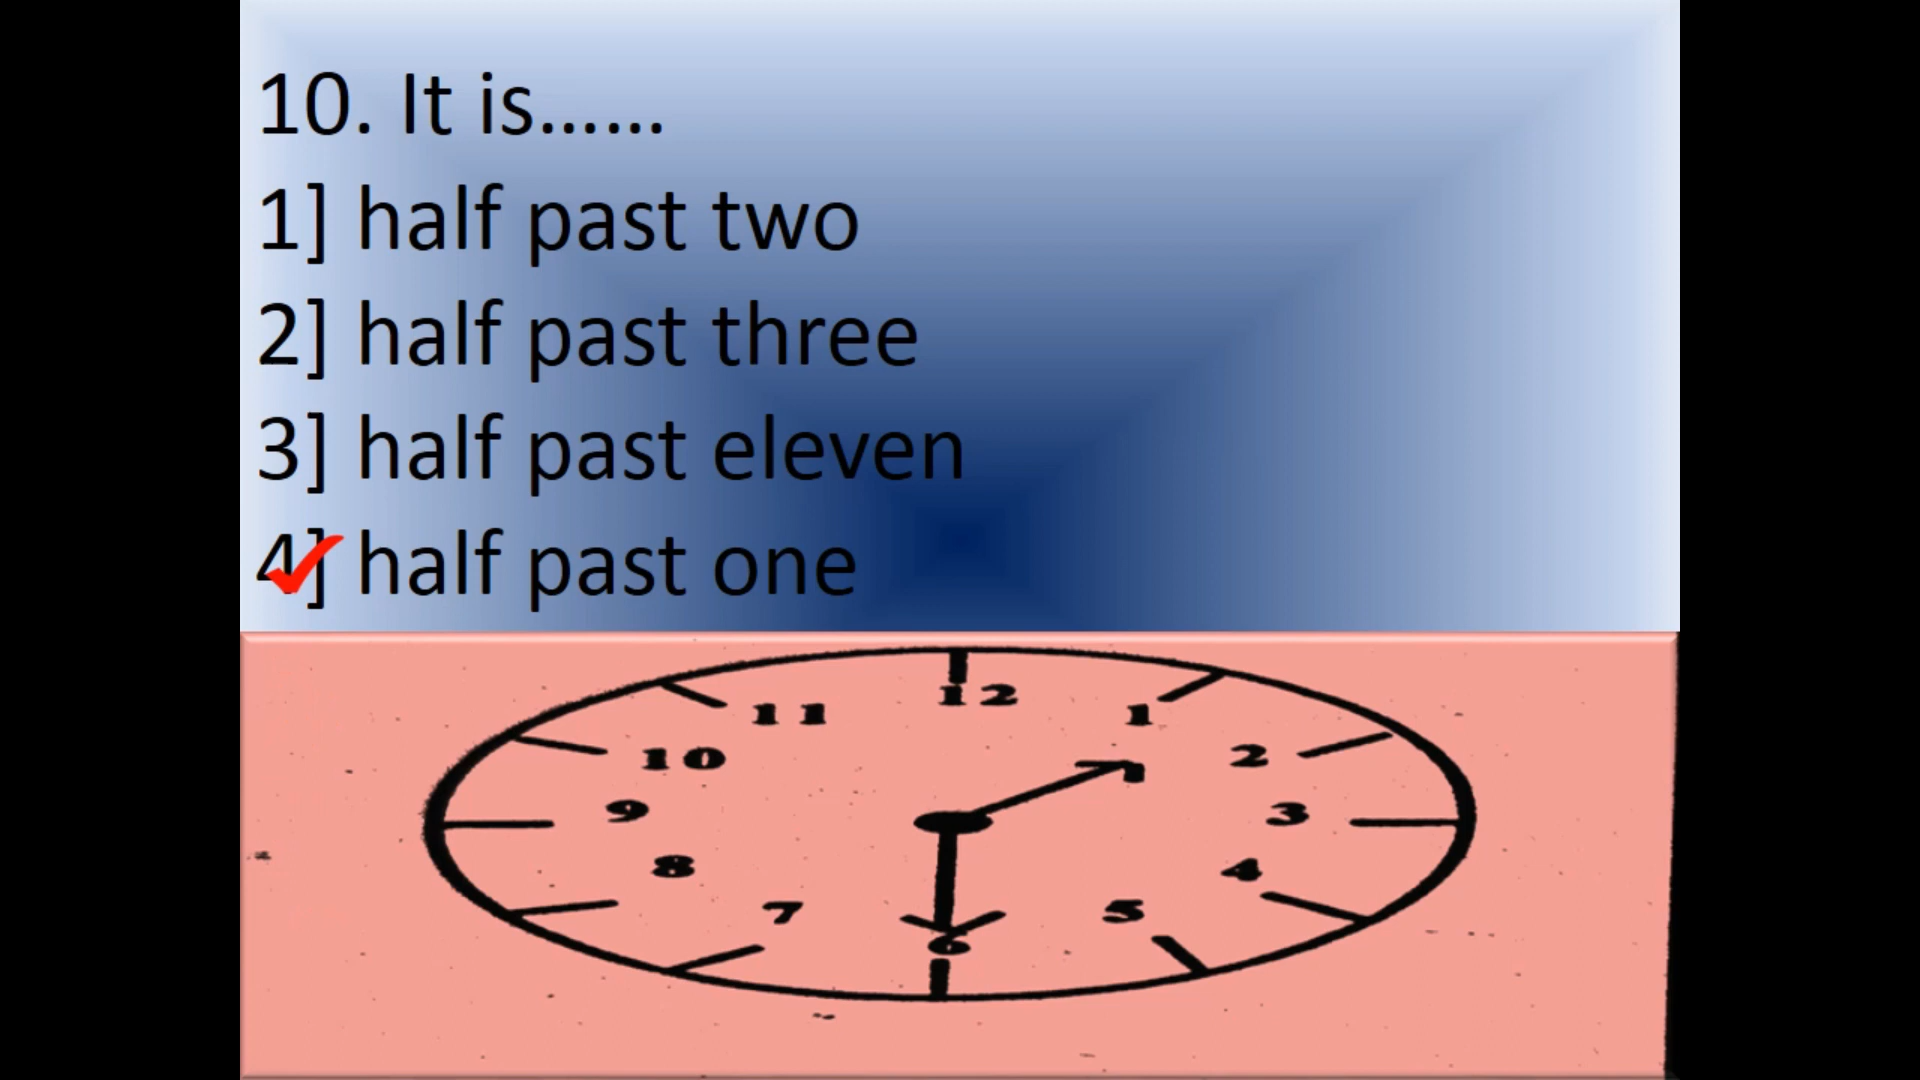 10. It is......
1] half past two
2] half past three
3] half past eleven
4] half past one
12
11
1
10
2
9
3
8
4
7
5
6